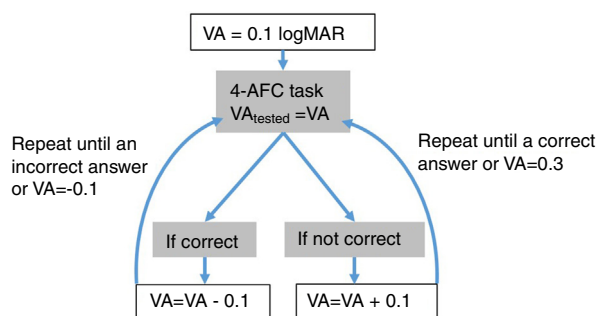 VA = 0.1 logMAR
4-AFC task
VAtested =VA
Repeat until an
incorrect answer
or VA=-0.1
Repeat until a correct
answer or VA=0.3
If correct
If not correct
VA=VA - 0.1
VA=VA + 0.1